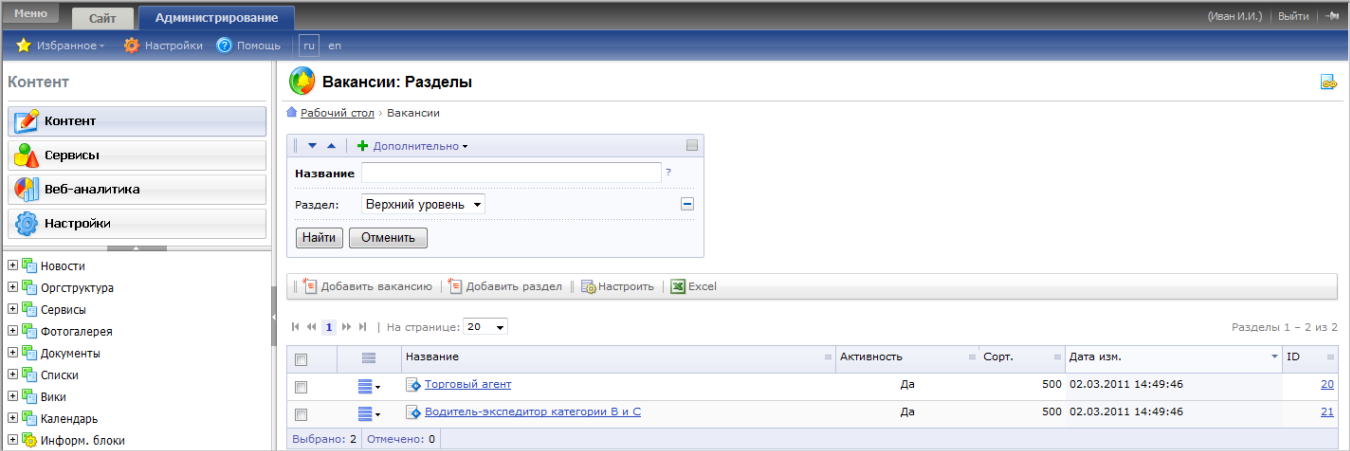 Меню Сайт Администрирование (Иван И.И.) | Выйти |
Избранное Настройки ? Помощь ru en
Контент
Контент
Сервисы
Веб-аналитика
Настройки
Новости
Оргструктура
Сервисы
Фотогалерея
Документы
Списки
Вики
Календарь
Информ. блоки
Вакансии: Разделы
Рабочий стол › Вакансии
Дополнительно
Название ?
Раздел: Верхний уровень
Найти Отменить
Добавить вакансию | Добавить раздел Настроить | Excel
1 | На странице: 20 Разделы 1 – 2 из 2
Название Активность Сорт. Дата изм. ID
Торговый агент Да 500 02.03.2011 14:49:46 20
Водитель-экспедитор категории В и С Да 500 02.03.2011 14:49:46 21
Выбрано: 2 Отмечено: 0